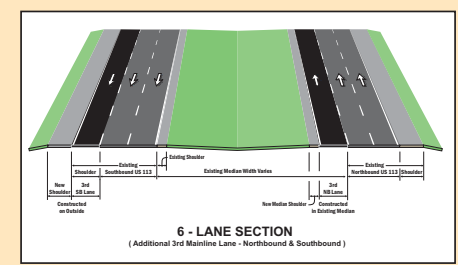 Existing Shoulder
Existing
Shoulder Southbound US 113
Existing Median Width Varies
Existing
Northbound US 113 Shoulder
New
Shoulder
3rd
SB Lane
Constructed
on Outside
New Median Shoulder
3rd
NB Lane
Constructed
in Existing Median
6 - LANE SECTION
( Additional 3rd Mainline Lane - Northbound & Southbound )